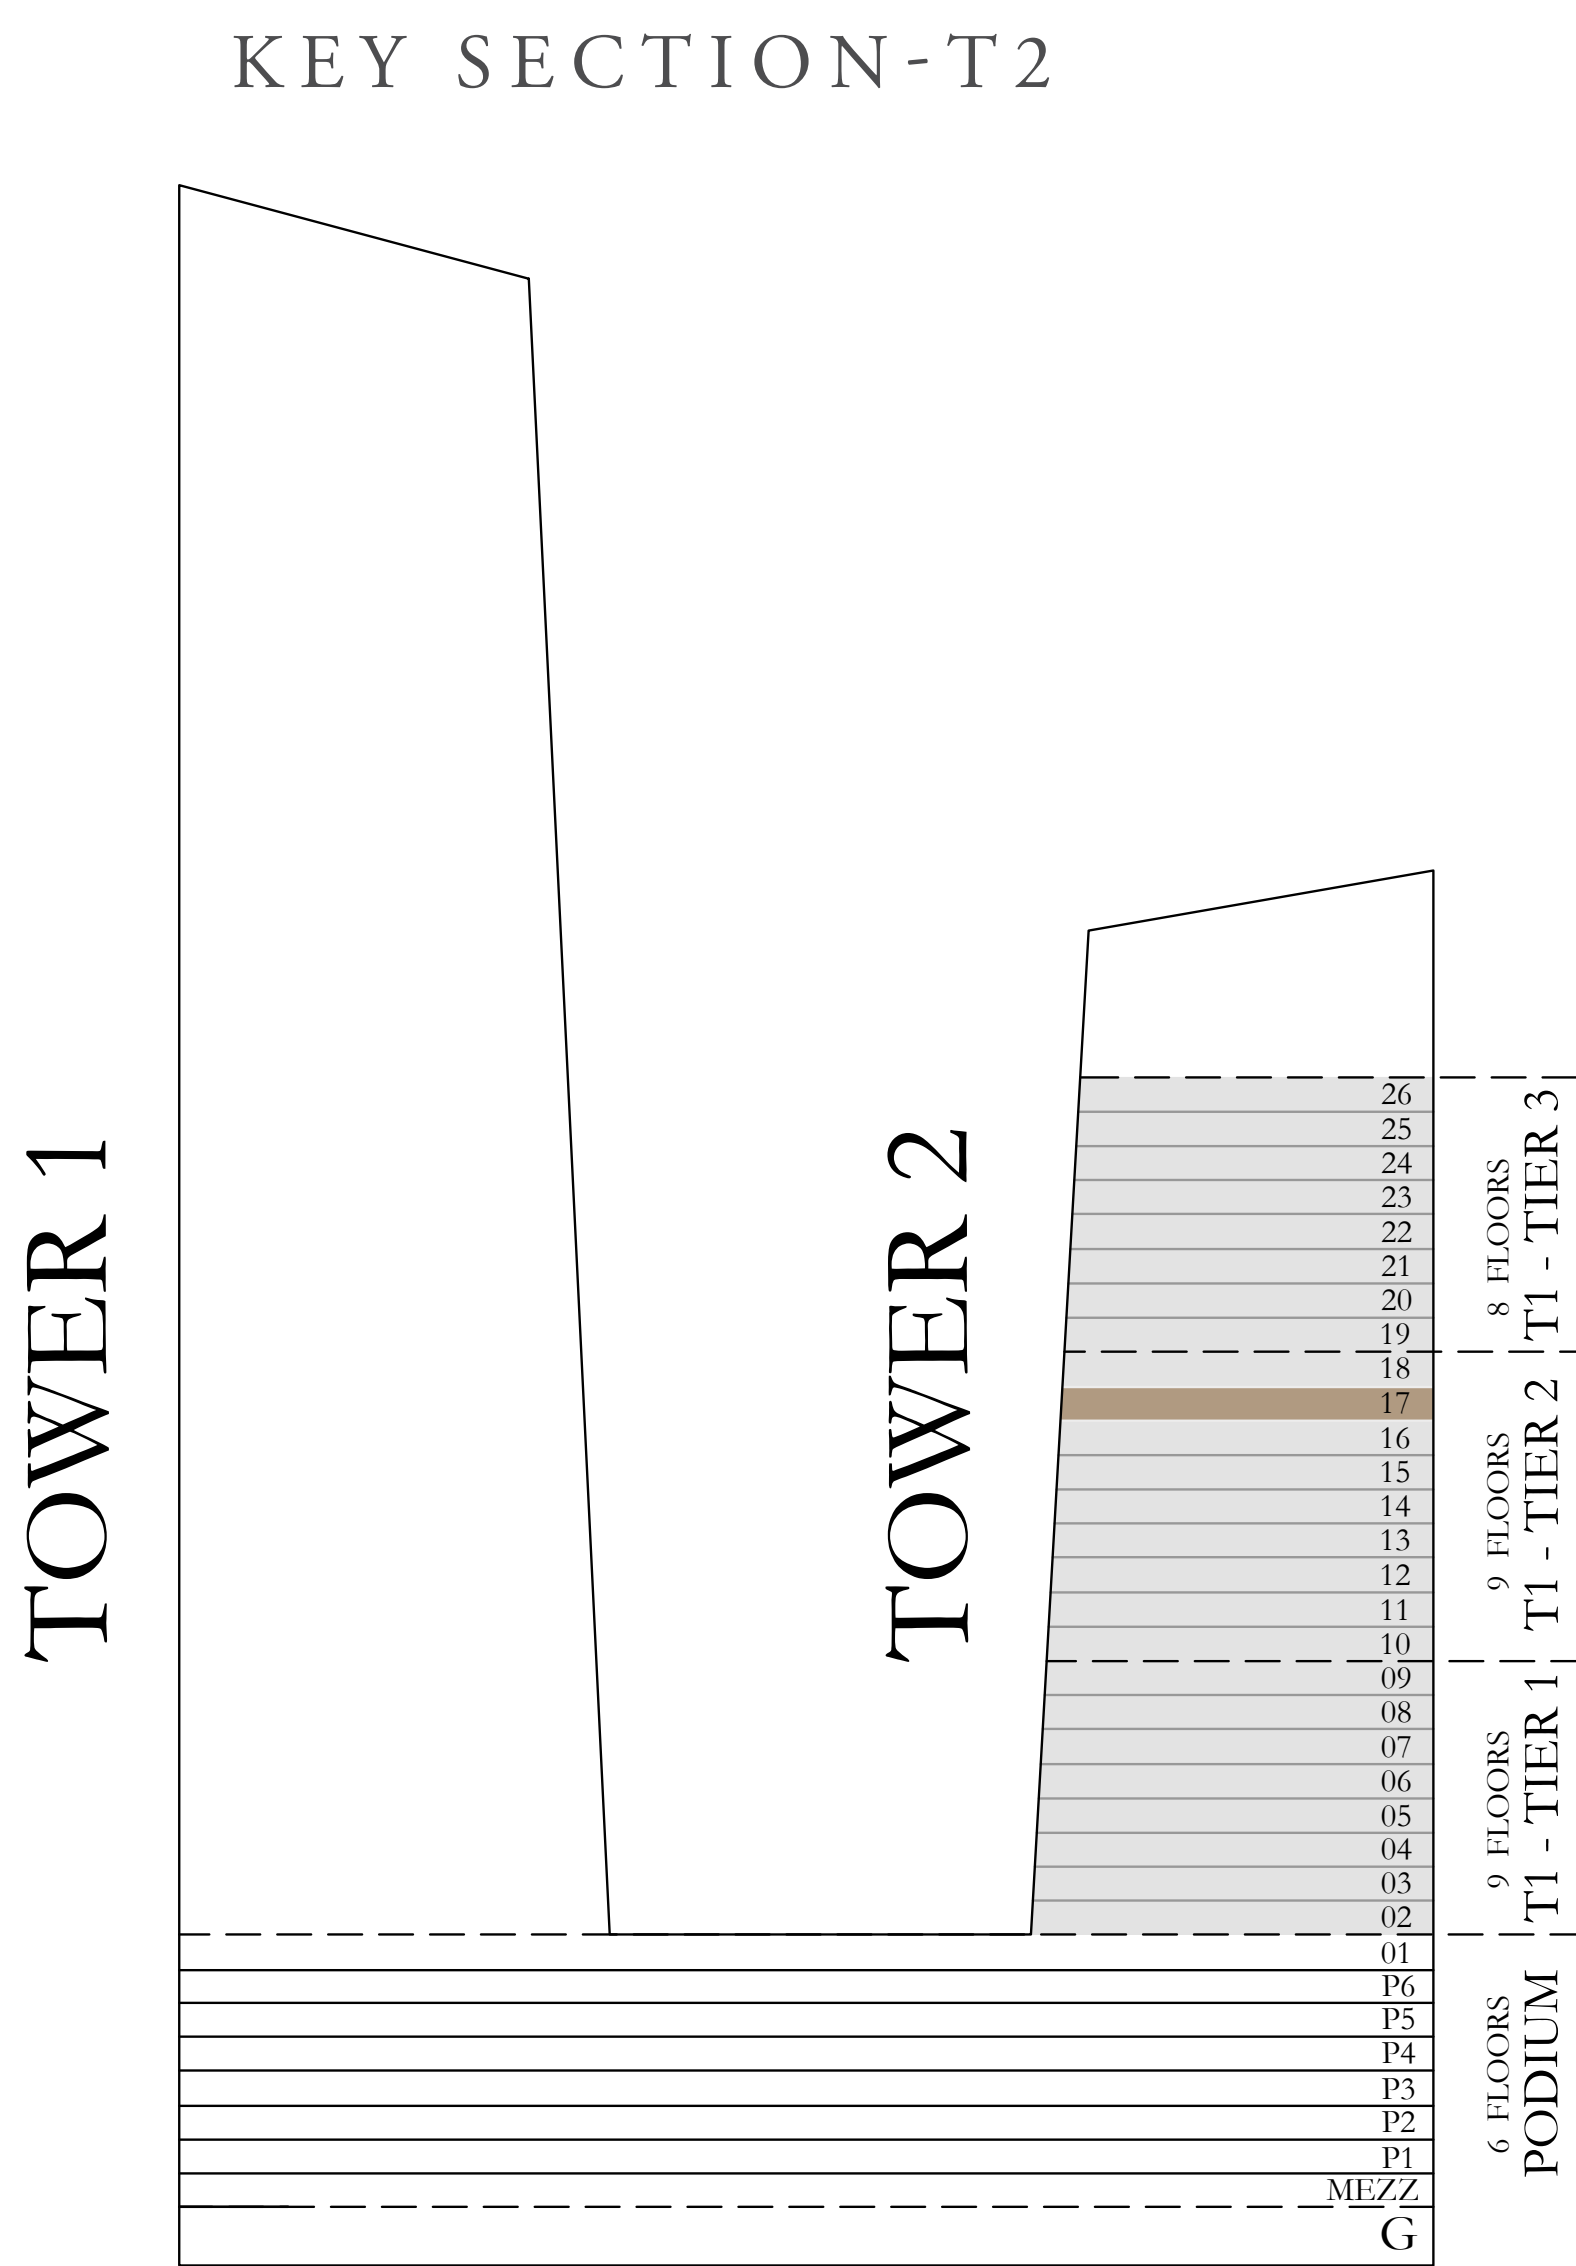 KEY SECTION-T2
TOWER 1
TOWER 2
26
25
24
23
22
21
20
19
18
17
16
15
14
13
12
11
10
09
08
07
06
05
04
03
02
01
P6
P5
P4
P3
P2
P1
MEZZ
G
8 FLOORS
T1 - TIER 3
9 FLOORS
T1 - TIER 2
9 FLOORS
T1 - TIER 1
6 FLOORS
PODIUM